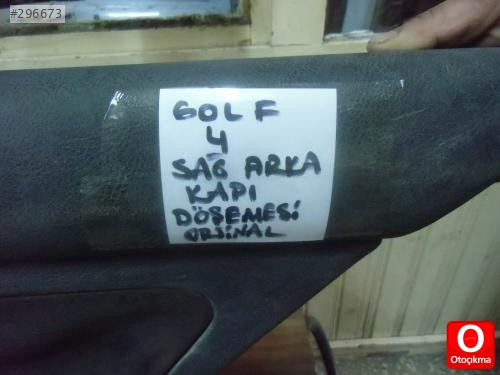 #296673
GOLF
4
SAĞ ARKA
KAPI
DÖŞEMESİ
ORJİNAL
O
Otoçıkma